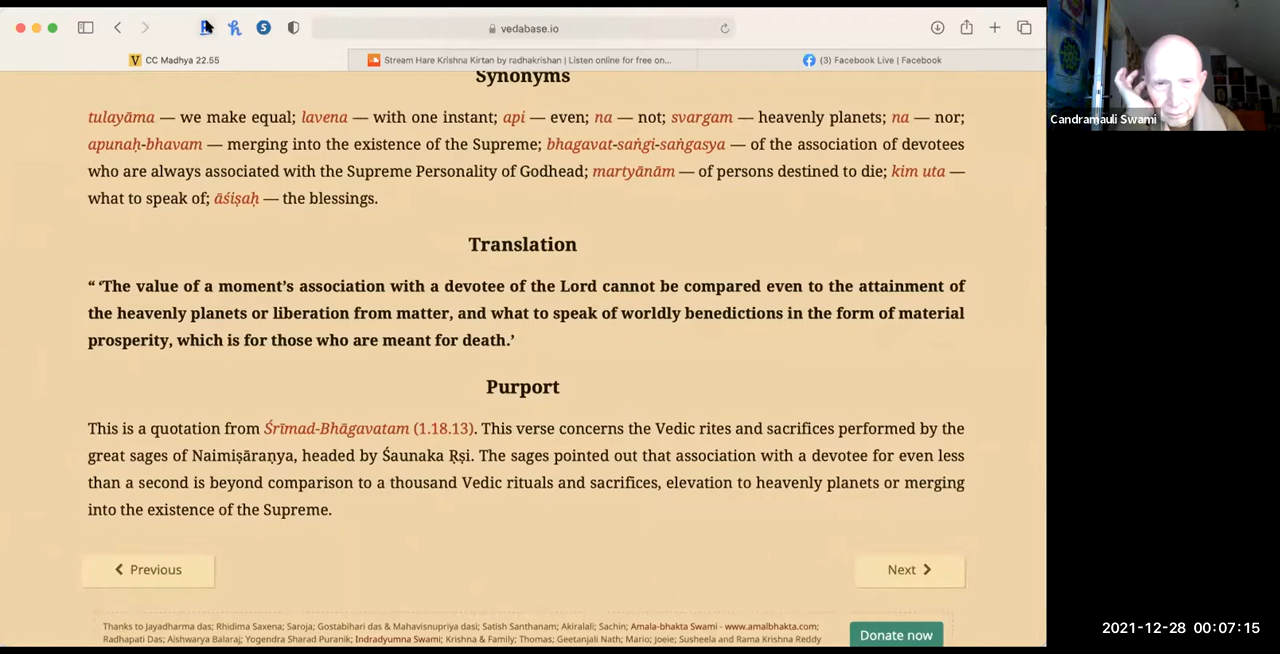 vedabase.io
CC Madhya 22.55
Stream Hare Krishna Kirtan by radhakrishan | Listen online for free on...
(3) Facebook Live | Facebook
Candramauli Swami
Synonyms
tulayāma — we make equal; lavena — with one instant; api — even; na — not; svargam — heavenly planets; na — nor;
apunaḥ-bhavam — merging into the existence of the Supreme; bhagavat-saṅgi-saṅgasya — of the association of devotees
who are always associated with the Supreme Personality of Godhead; martyānām — of persons destined to die; kim uta —
what to speak of; āśiṣaḥ — the blessings.
Translation
“ ‘The value of a moment’s association with a devotee of the Lord cannot be compared even to the attainment of
the heavenly planets or liberation from matter, and what to speak of worldly benedictions in the form of material
prosperity, which is for those who are meant for death.’
Purport
This is a quotation from Śrīmad-Bhāgavatam (1.18.13). This verse concerns the Vedic rites and sacrifices performed by the
great sages of Naimiṣāraṇya, headed by Śaunaka Ṛṣi. The sages pointed out that association with a devotee for even less
than a second is beyond comparison to a thousand Vedic rituals and sacrifices, elevation to heavenly planets or merging
into the existence of the Supreme.
Previous
Next
Thanks to Jayadharma das; Rhidima Saxena; Saroja; Gostabihari das & Mahavisnupriya dasi; Satish Santhanam; Akiralali; Sachin; Amala-bhakta Swami - www.amalbhakta.com;
Radhapati Das; Aishwarya Balaraj; Yogendra Sharad Puranik; Indradyumna Swami; Krishna & Family; Thomas; Geetanjali Nath; Mario; Joeie; Susheela and Rama Krishna Reddy
Donate now
2021-12-28 00:07:15